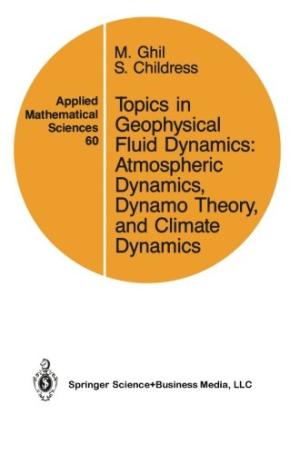 M. Ghil
S. Childress
Applied
Mathematical
Sciences
60
Topics in
Geophysical
Fluid Dynamics:
Atmospheric
Dynamics,
Dynamo Theory,
and Climate
Dynamics
Springer Science+Business Media, LLC